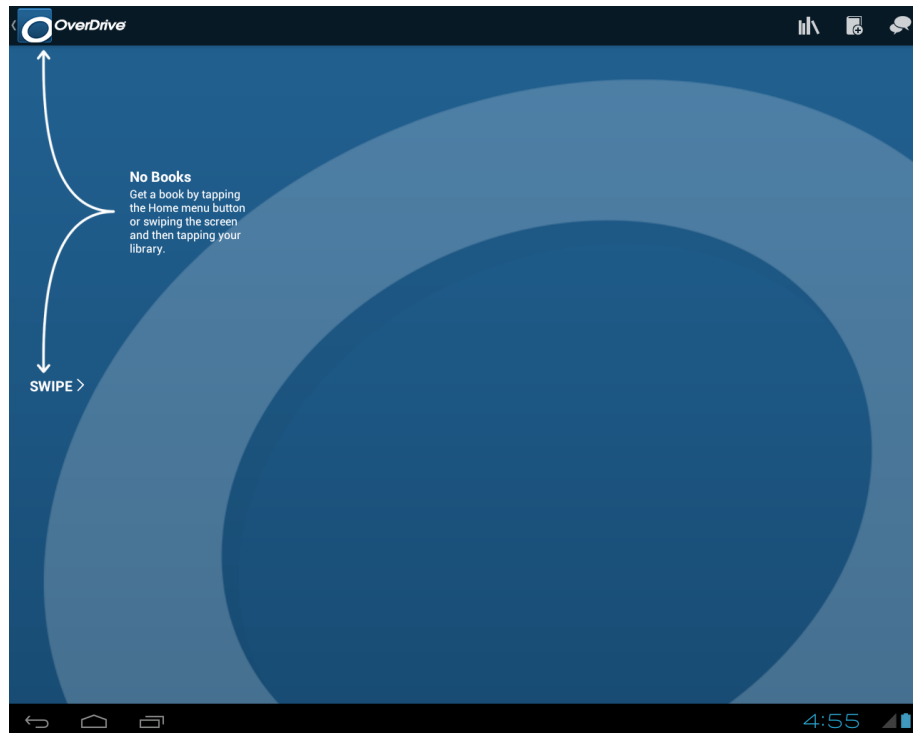 OverDrive
No Books
Get a book by tapping
the Home menu button
or swiping the screen
and then tapping your
library.
SWIPE >
4:55